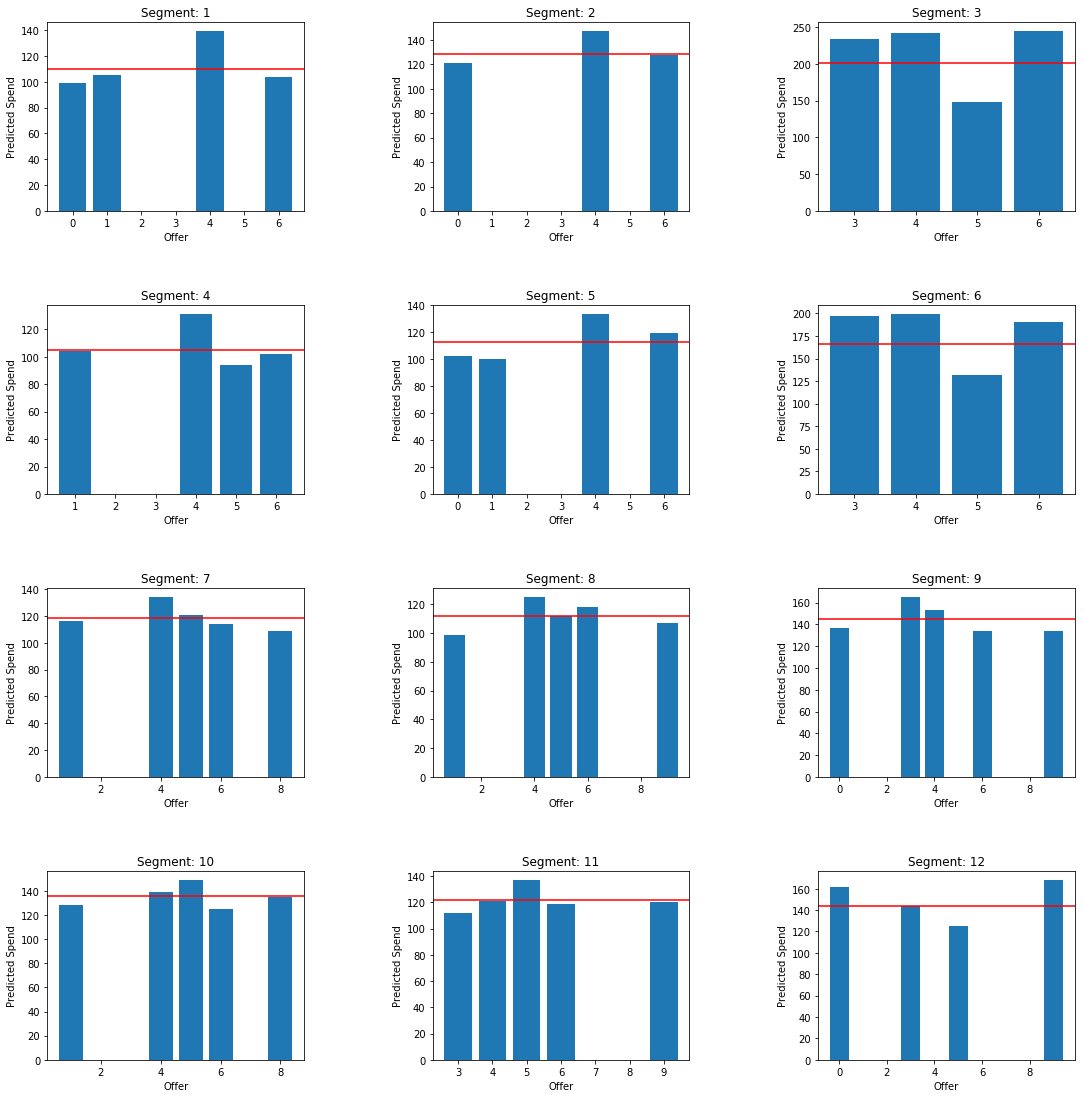 Segment: 1
Predicted Spend
140
120
100
80
60
40
20
0
0 1 2 3 4 5 6
Offer
Segment: 2
Predicted Spend
140
120
100
80
60
40
20
0
0 1 2 3 4 5 6
Offer
Segment: 3
Predicted Spend
250
200
150
100
50
0
3 4 5 6
Offer
Segment: 4
Predicted Spend
120
100
80
60
40
20
0
1 2 3 4 5 6
Offer
Segment: 5
Predicted Spend
140
120
100
80
60
40
20
0
0 1 2 3 4 5 6
Offer
Segment: 6
Predicted Spend
200
175
150
125
100
75
50
25
0
3 4 5 6
Offer
Segment: 7
Predicted Spend
140
120
100
80
60
40
20
0
2 4 6 8
Offer
Segment: 8
Predicted Spend
120
100
80
60
40
20
0
2 4 6 8
Offer
Segment: 9
Predicted Spend
160
140
120
100
80
60
40
20
0
0 2 4 6 8
Offer
Segment: 10
Predicted Spend
140
120
100
80
60
40
20
0
2 4 6 8
Offer
Segment: 11
Predicted Spend
140
120
100
80
60
40
20
0
3 4 5 6 7 8 9
Offer
Segment: 12
Predicted Spend
160
140
120
100
80
60
40
20
0
0 2 4 6 8
Offer